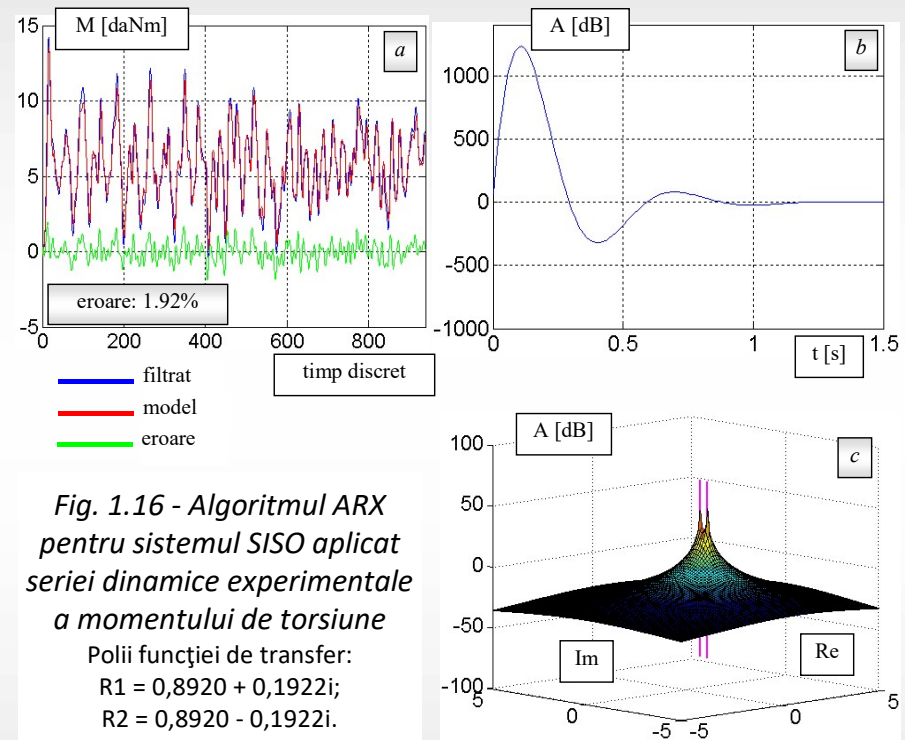 M [daNm]
a
15
10
5
0
-5
eroare: 1.92%
0
200
400
600
800
timp discret
filtrat
model
eroare
A [dB]
b
1000
500
0
-500
-1000
0
0.5
1
1.5
t [s]
A [dB]
c
100
50
0
-50
-100
Im
Re
5
0
-5
-5
0
5
Fig. 1.16 - Algoritmul ARX
pentru sistemul SISO aplicat
seriei dinamice experimentale
a momentului de torsiune
Polii funcţiei de transfer:
R1 = 0,8920 + 0,1922i;
R2 = 0,8920 - 0,1922i.